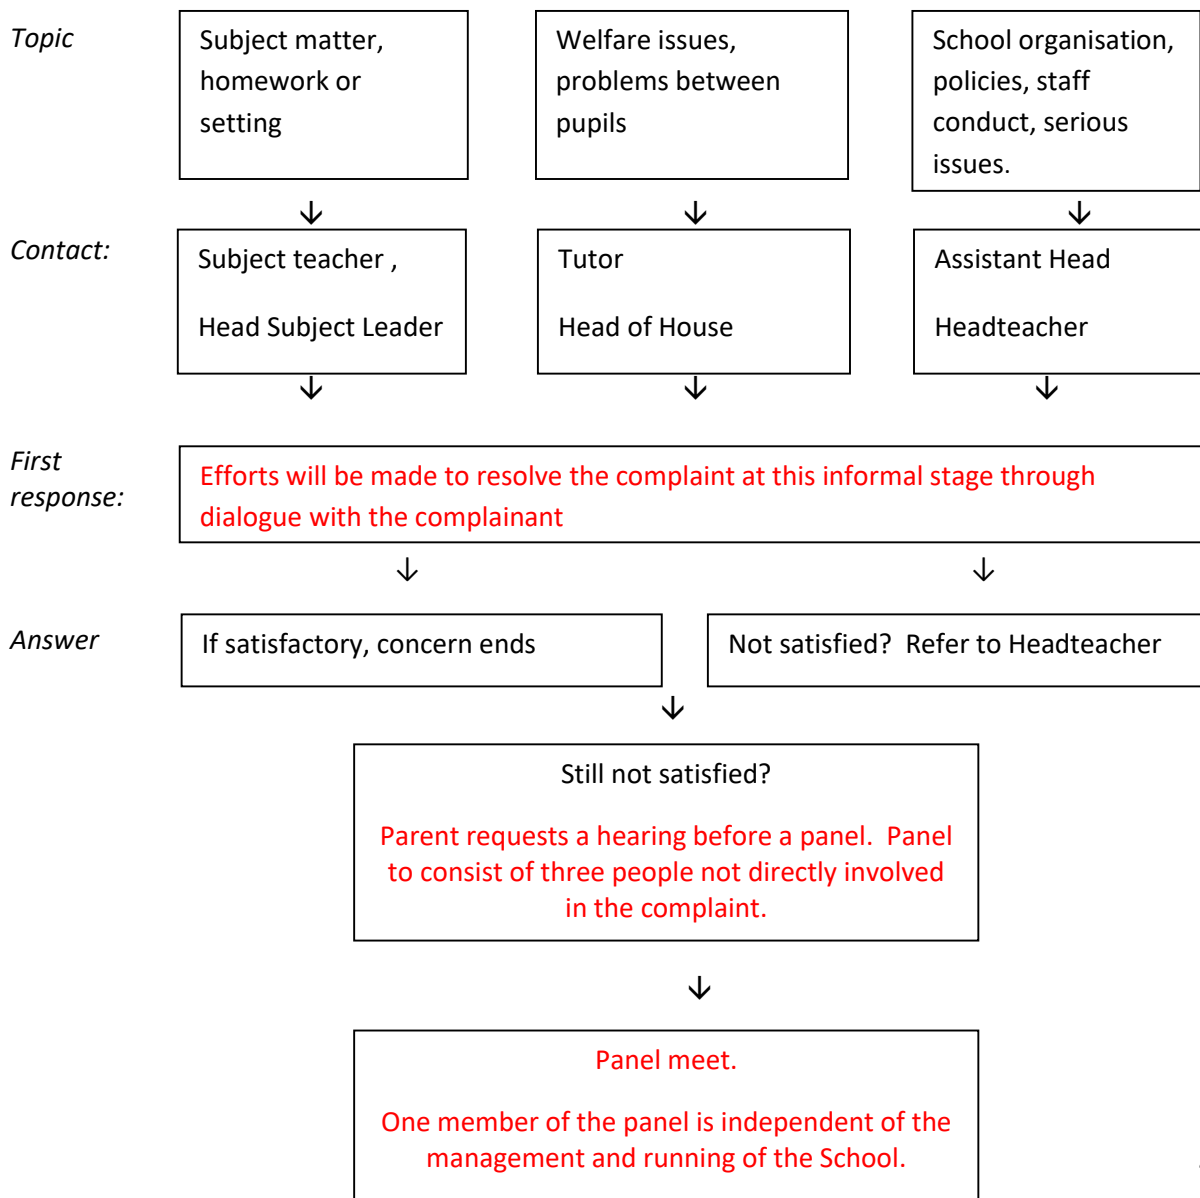 Topic
Subject matter,
homework or
setting
Welfare issues,
problems between
pupils
School organisation,
policies, staff
conduct, serious
issues.
Contact:
Subject teacher ,
Head Subject Leader
Tutor
Head of House
Assistant Head
Headteacher
First
response:
Efforts will be made to resolve the complaint at this informal stage through
dialogue with the complainant
Answer
If satisfactory, concern ends
Not satisfied?  Refer to Headteacher
Still not satisfied?
Parent requests a hearing before a panel.  Panel
to consist of three people not directly involved
in the complaint.
Panel meet.
One member of the panel is independent of the
management and running of the School.